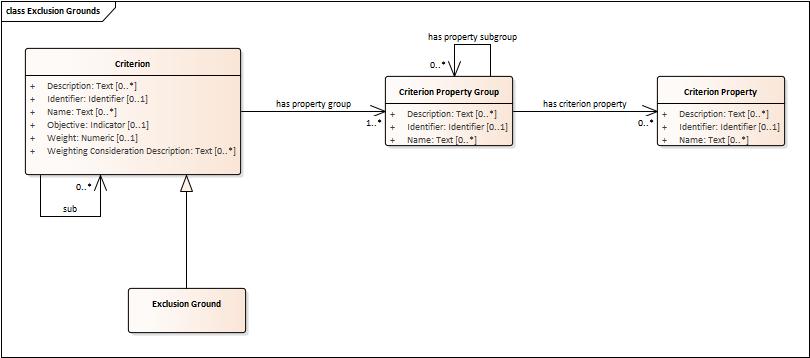 class Exclusion Grounds
Criterion
+ Description: Text [0..*]
+ Identifier: Identifier [0..1]
+ Name: Text [0..*]
+ Objective: Indicator [0..1]
+ Weight: Numeric [0..1]
+ Weighting Consideration Description: Text [0..*]
0..*
sub
Exclusion Ground
has property group
1..*
has property subgroup
0..*
Criterion Property Group
+ Description: Text [0..*]
+ Identifier: Identifier [0..1]
+ Name: Text [0..*]
has criterion property
0..*
Criterion Property
+ Description: Text [0..*]
+ Identifier: Identifier [0..1]
+ Name: Text [0..*]